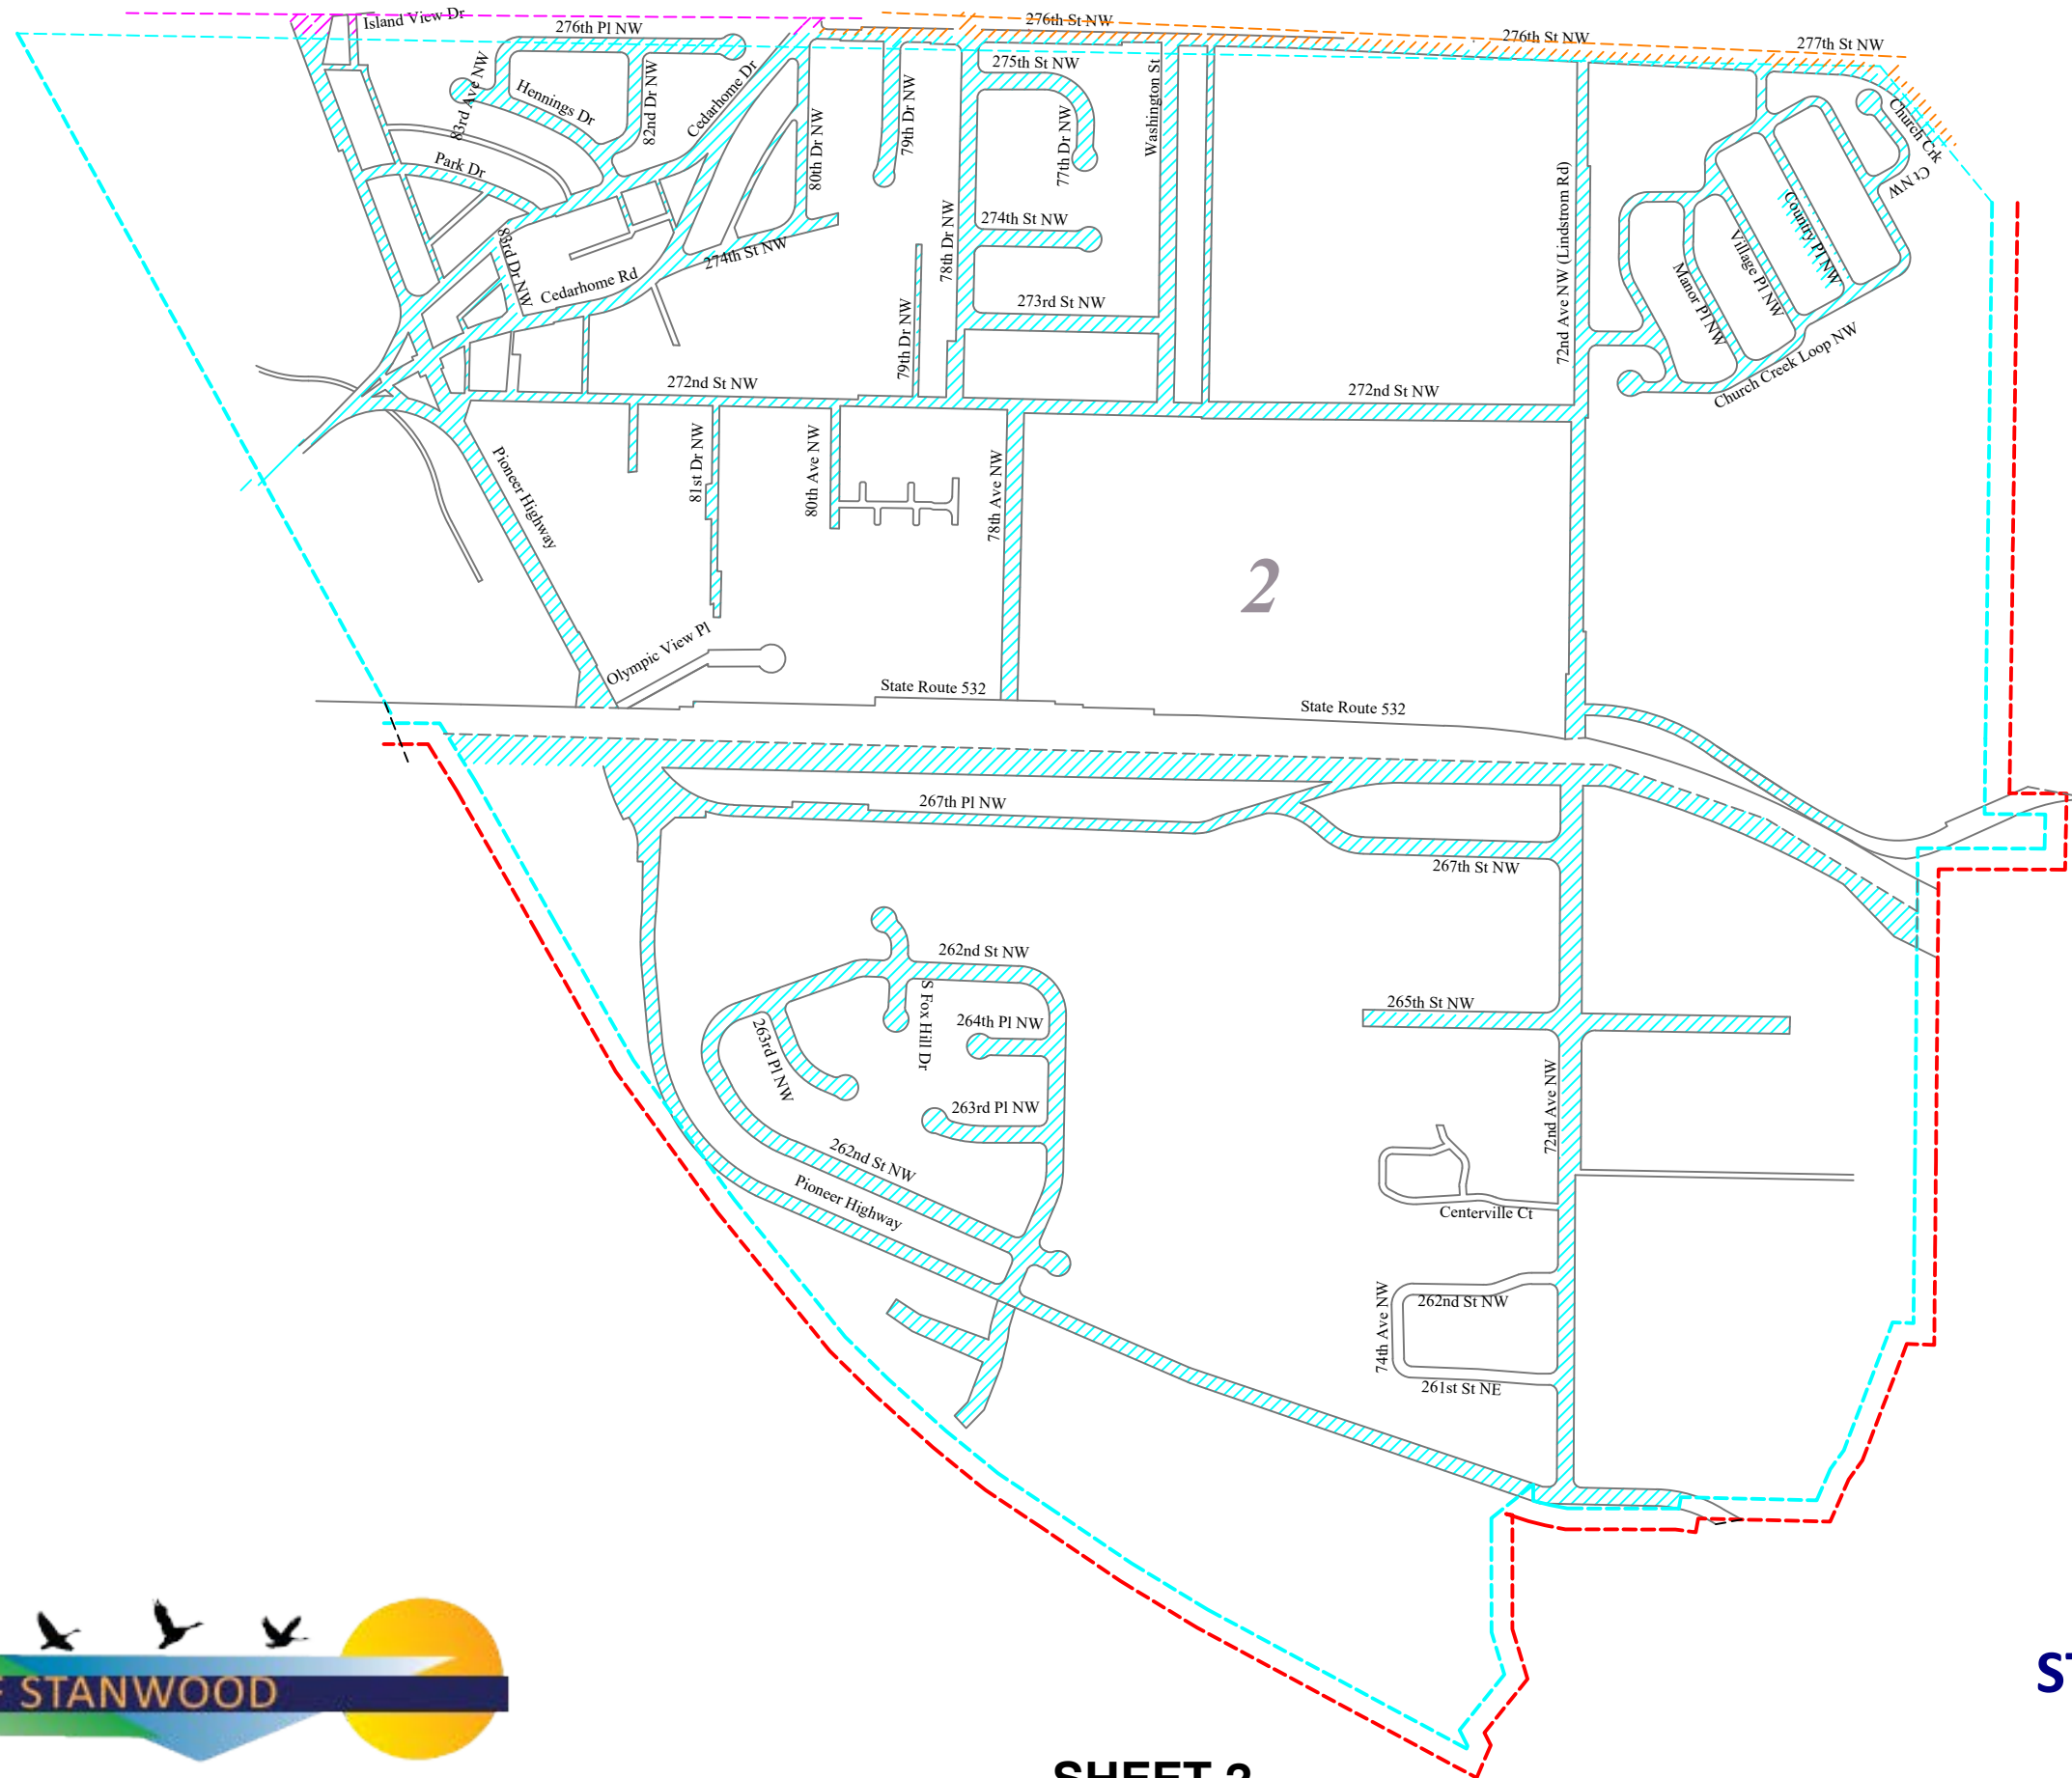 Island View Dr
276th Pl NW
276th St NW
276th St NW
277th St NW
83rd Ave NW
Hennings Dr
82nd Dr NW
Cedarhome Dr
80th Dr NW
79th Dr NW
275th St NW
77th Dr NW
Washington St
Church Crk
Ct NW
Park Dr
274th St NW
78th Dr NW
72nd Ave NW (Lindstrom Rd)
Country Pl NW
Village Pl NW
Manor Pl NW
83rd Dr NW
274th St NW
Cedarhome Rd
273rd St NW
79th Dr NW
Church Creek Loop NW
272nd St NW
272nd St NW
Pioneer Highway
81st Dr NW
80th Ave NW
78th Ave NW
2
Olympic View Pl
State Route 532
State Route 532
267th Pl NW
267th St NW
262nd St NW
S Fox Hill Dr
264th Pl NW
265th St NW
263rd Pl NW
263rd Pl NW
72nd Ave NW
262nd St NW
Pioneer Highway
Centerville Ct
74th Ave NW
262nd St NW
261st St NE
STANWOOD
SHEET 2